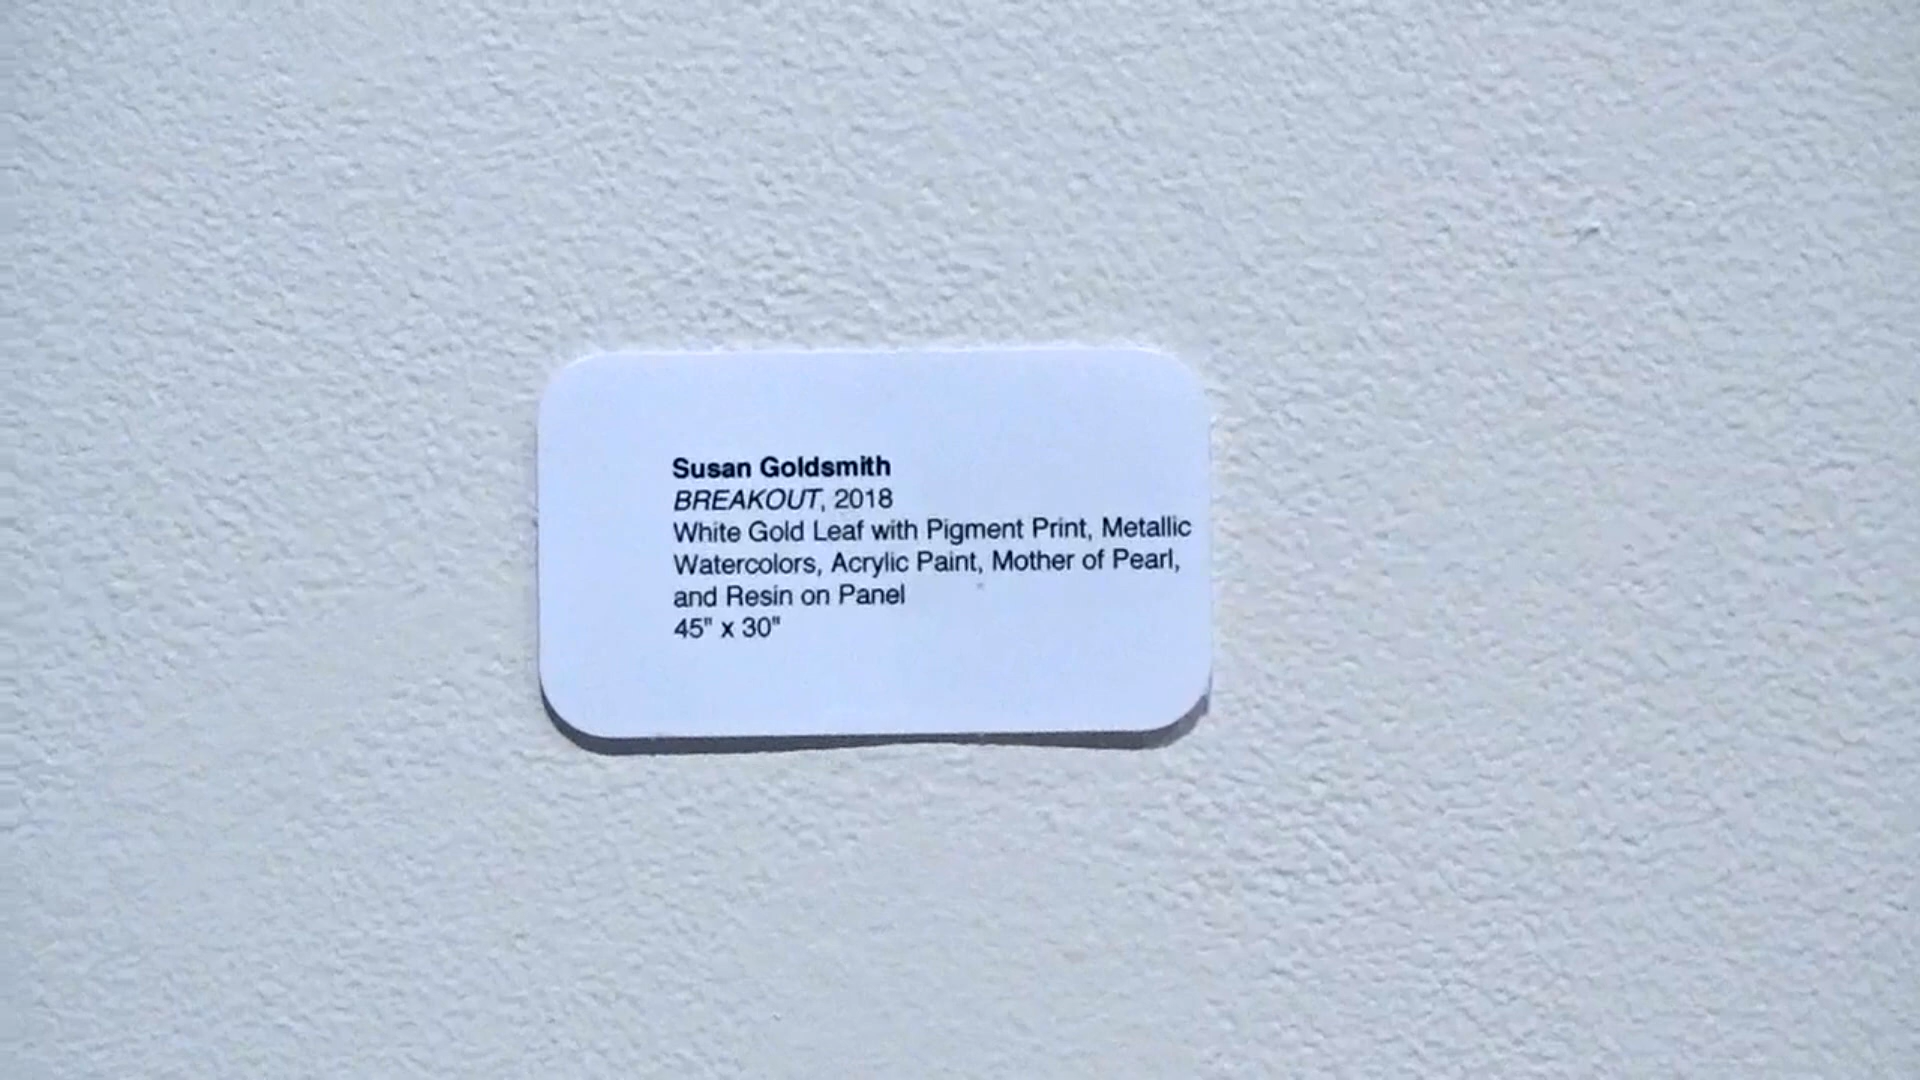 Susan Goldsmith
BREAKOUT, 2018
White Gold Leaf with Pigment Print, Metallic
Watercolors, Acrylic Paint, Mother of Pearl,
and Resin on Panel
45" x 30"